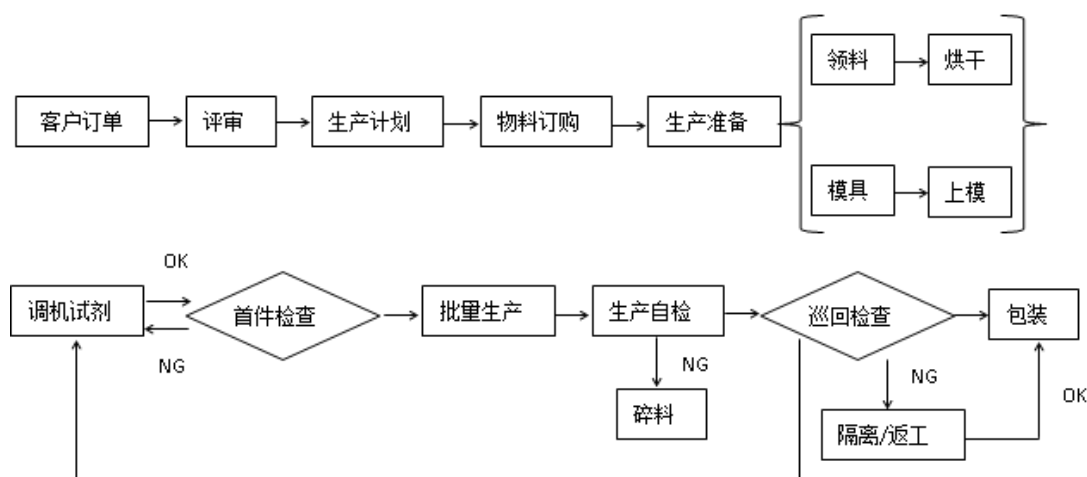 领料
烘干
客户订单
评审
生产计划
物料订购
生产准备
模具
上模
OK
调机试剂
首件检查
批量生产
生产自检
巡回检查
包装
NG
NG
NG
OK
碎料
隔离/返工